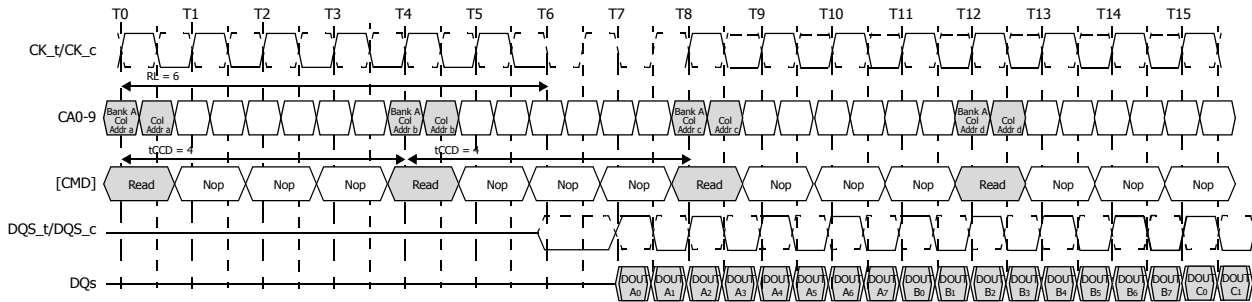 T0 T1 T2 T3 T4 T5 T6 T7 T8 T9 T10 T11 T12 T13 T14 T15
CK_t/CK_c
RL = 6
CA0-9
Bank A Col Addr a
Col Addr a
Bank A Col Addr b
Col Addr b
Bank A Col Addr c
Col Addr c
Bank A Col Addr d
Col Addr d
tCCD = 4 tCCD = 4
[CMD] Read Nop Nop Nop Read Nop Nop Nop Read Nop Nop Nop Read Nop Nop Nop
DQS_t/DQS_c
DQs
DOUT A0 DOUT A1 DOUT A2 DOUT A3 DOUT A4 DOUT A5 DOUT A6 DOUT A7 DOUT B0 DOUT B1 DOUT B2 DOUT B3 DOUT B4 DOUT B5 DOUT B6 DOUT B7 DOUT C0 DOUT C1